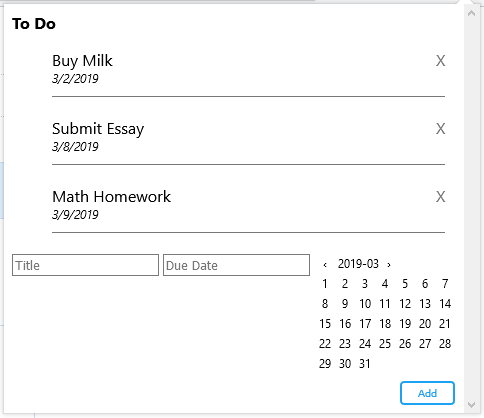 To Do
Buy Milk X
3/2/2019
Submit Essay X
3/8/2019
Math Homework X
3/9/2019
Title Due Date ‹ 2019-03 ›
1 2 3 4 5 6 7
8 9 10 11 12 13 14
15 16 17 18 19 20 21
22 23 24 25 26 27 28
29 30 31
Add